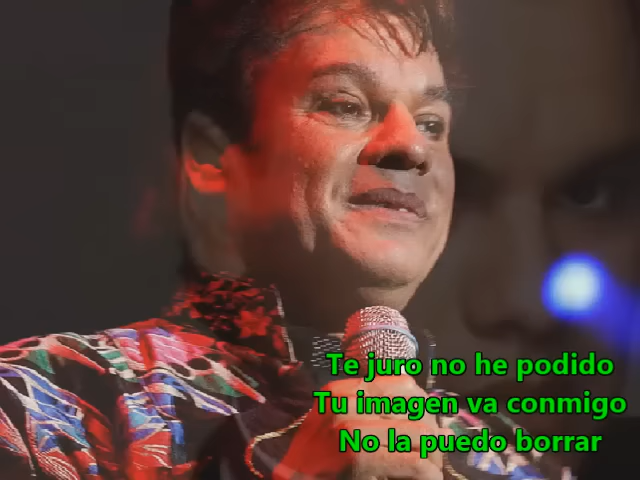 Te juro no he podido
Tu imagen va conmigo
No la puedo borrar